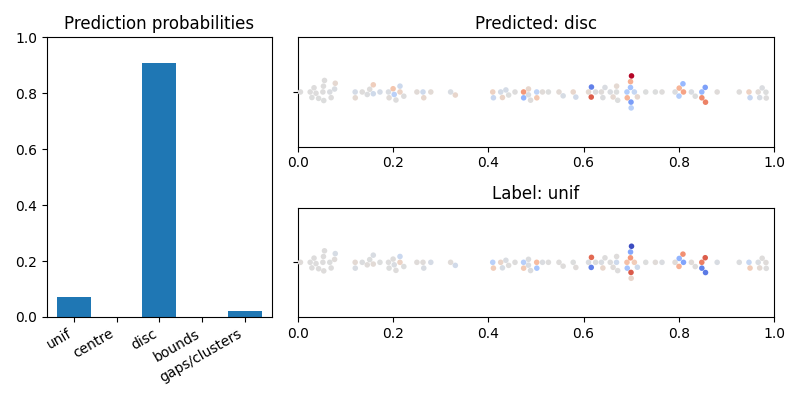 Prediction probabilities
1.0
0.8
0.6
0.4
0.2
0.0
unif
centre
disc
bounds
gaps/clusters
Predicted: disc
0.0 0.2 0.4 0.6 0.8 1.0
Label: unif
0.0 0.2 0.4 0.6 0.8 1.0